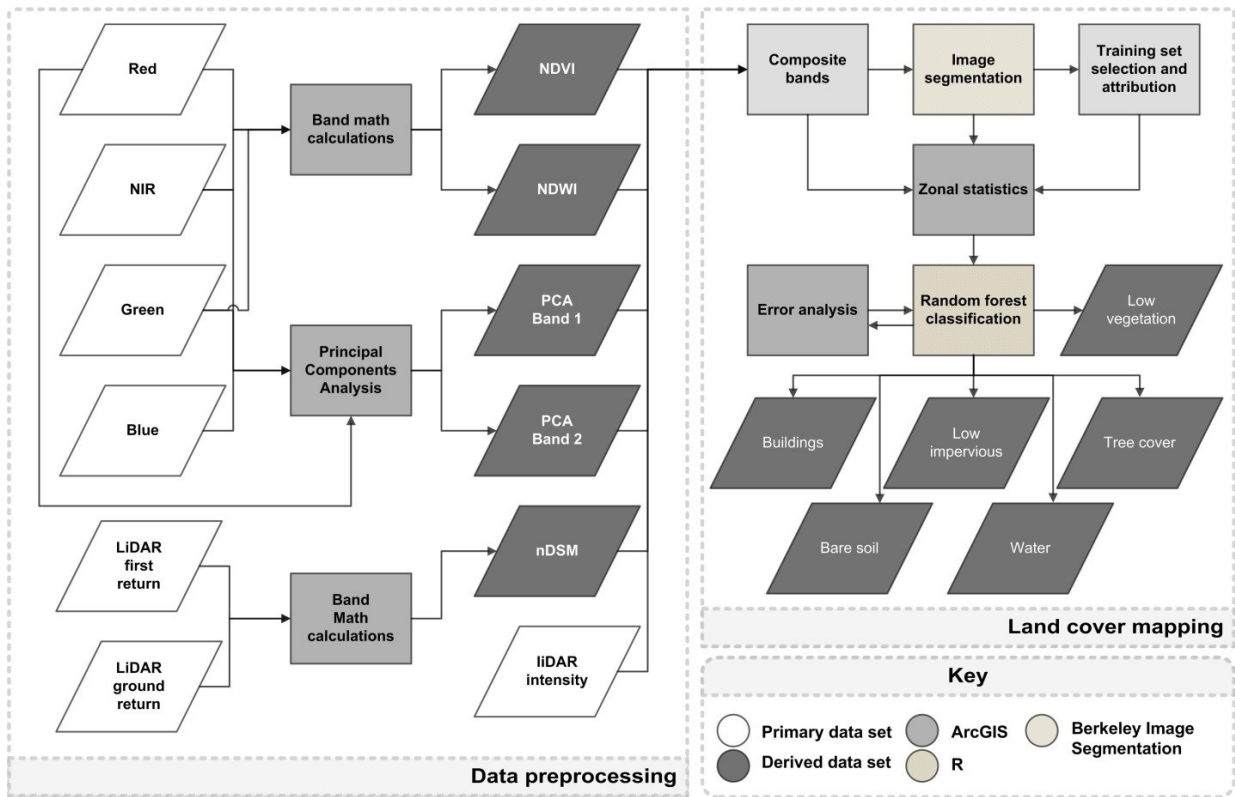 Red
NIR
Green
Blue
LiDAR
first
return
LiDAR
ground
return
Band math
calculations
Principal
Components
Analysis
Band
Math
calculations
NDVI
NDWI
PCA
Band 1
PCA
Band 2
nDSM
liDAR
intensity
Data preprocessing
Composite
bands
Image
segmentation
Training set
selection and
attribution
Zonal statistics
Error analysis
Random forest
classification
Low
vegetation
Buildings
Low
impervious
Tree cover
Bare soil
Water
Land cover mapping
Key
Primary data set
Derived data set
ArcGIS
R
Berkeley Image
Segmentation